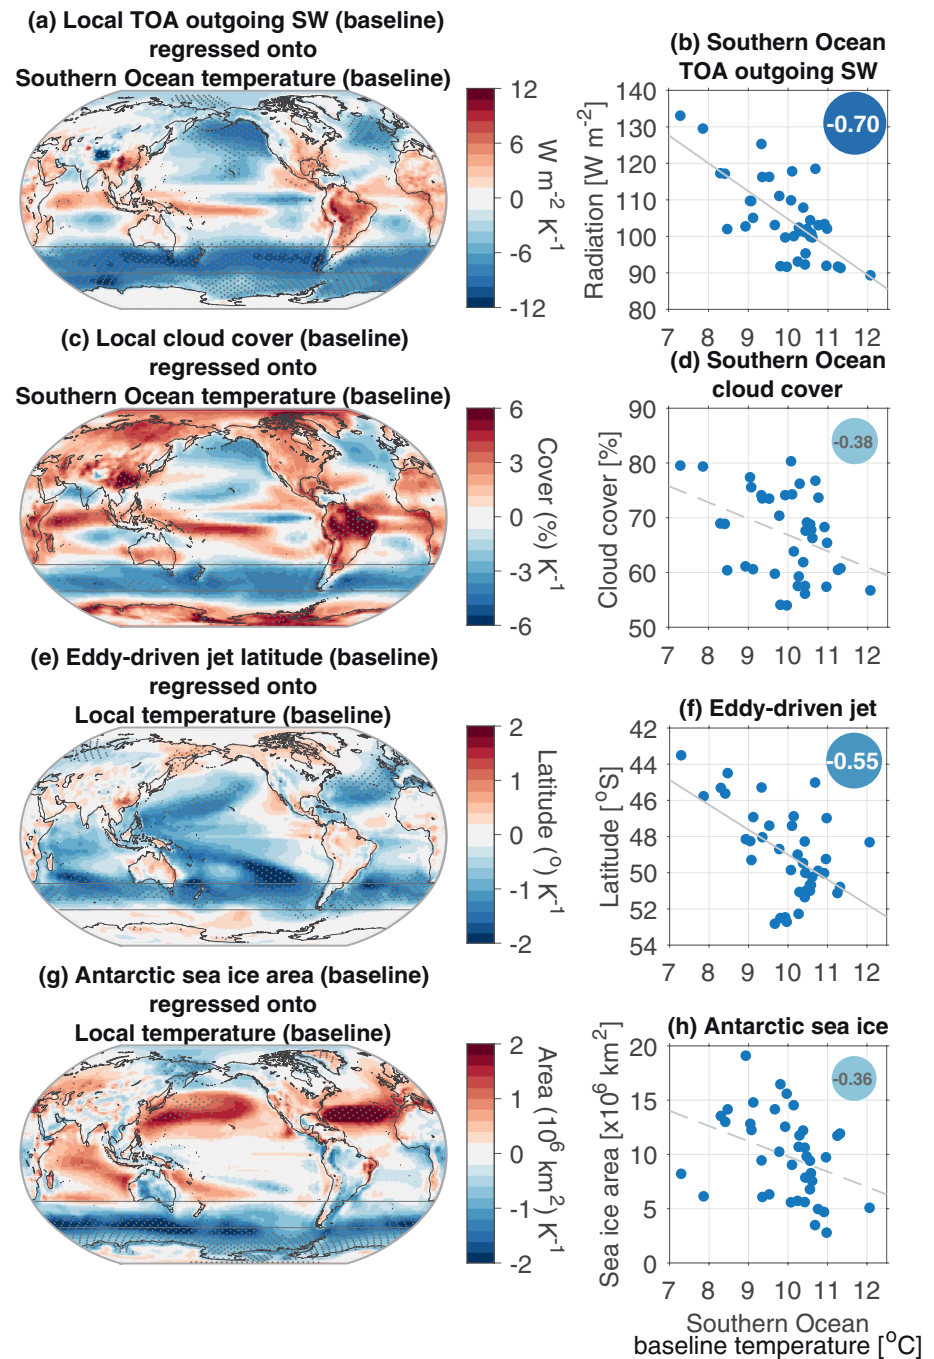 (a) Local TOA outgoing SW (baseline)
regressed onto
Southern Ocean temperature (baseline)
12
6
0
-6
-12
W m⁻² K⁻¹
(b) Southern Ocean
TOA outgoing SW
-0.70
Radiation [W m⁻²]
140
130
120
110
100
90
80
7 8 9 10 11 12
(c) Local cloud cover (baseline)
regressed onto
Southern Ocean temperature (baseline)
6
3
0
-3
-6
Cover (%) K⁻¹
(d) Southern Ocean
cloud cover
-0.38
Cloud cover [%]
90
80
70
60
50
7 8 9 10 11 12
(e) Eddy-driven jet latitude (baseline)
regressed onto
Local temperature (baseline)
2
1
0
-1
-2
Latitude (°) K⁻¹
(f) Eddy-driven jet
-0.55
Latitude [°S]
42
44
46
48
50
52
54
7 8 9 10 11 12
(g) Antarctic sea ice area (baseline)
regressed onto
Local temperature (baseline)
2
1
0
-1
-2
Area (10⁶ km²) K⁻¹
(h) Antarctic sea ice
-0.36
Sea ice area [x10⁶ km²]
20
15
10
5
0
7 8 9 10 11 12
Southern Ocean
baseline temperature [°C]